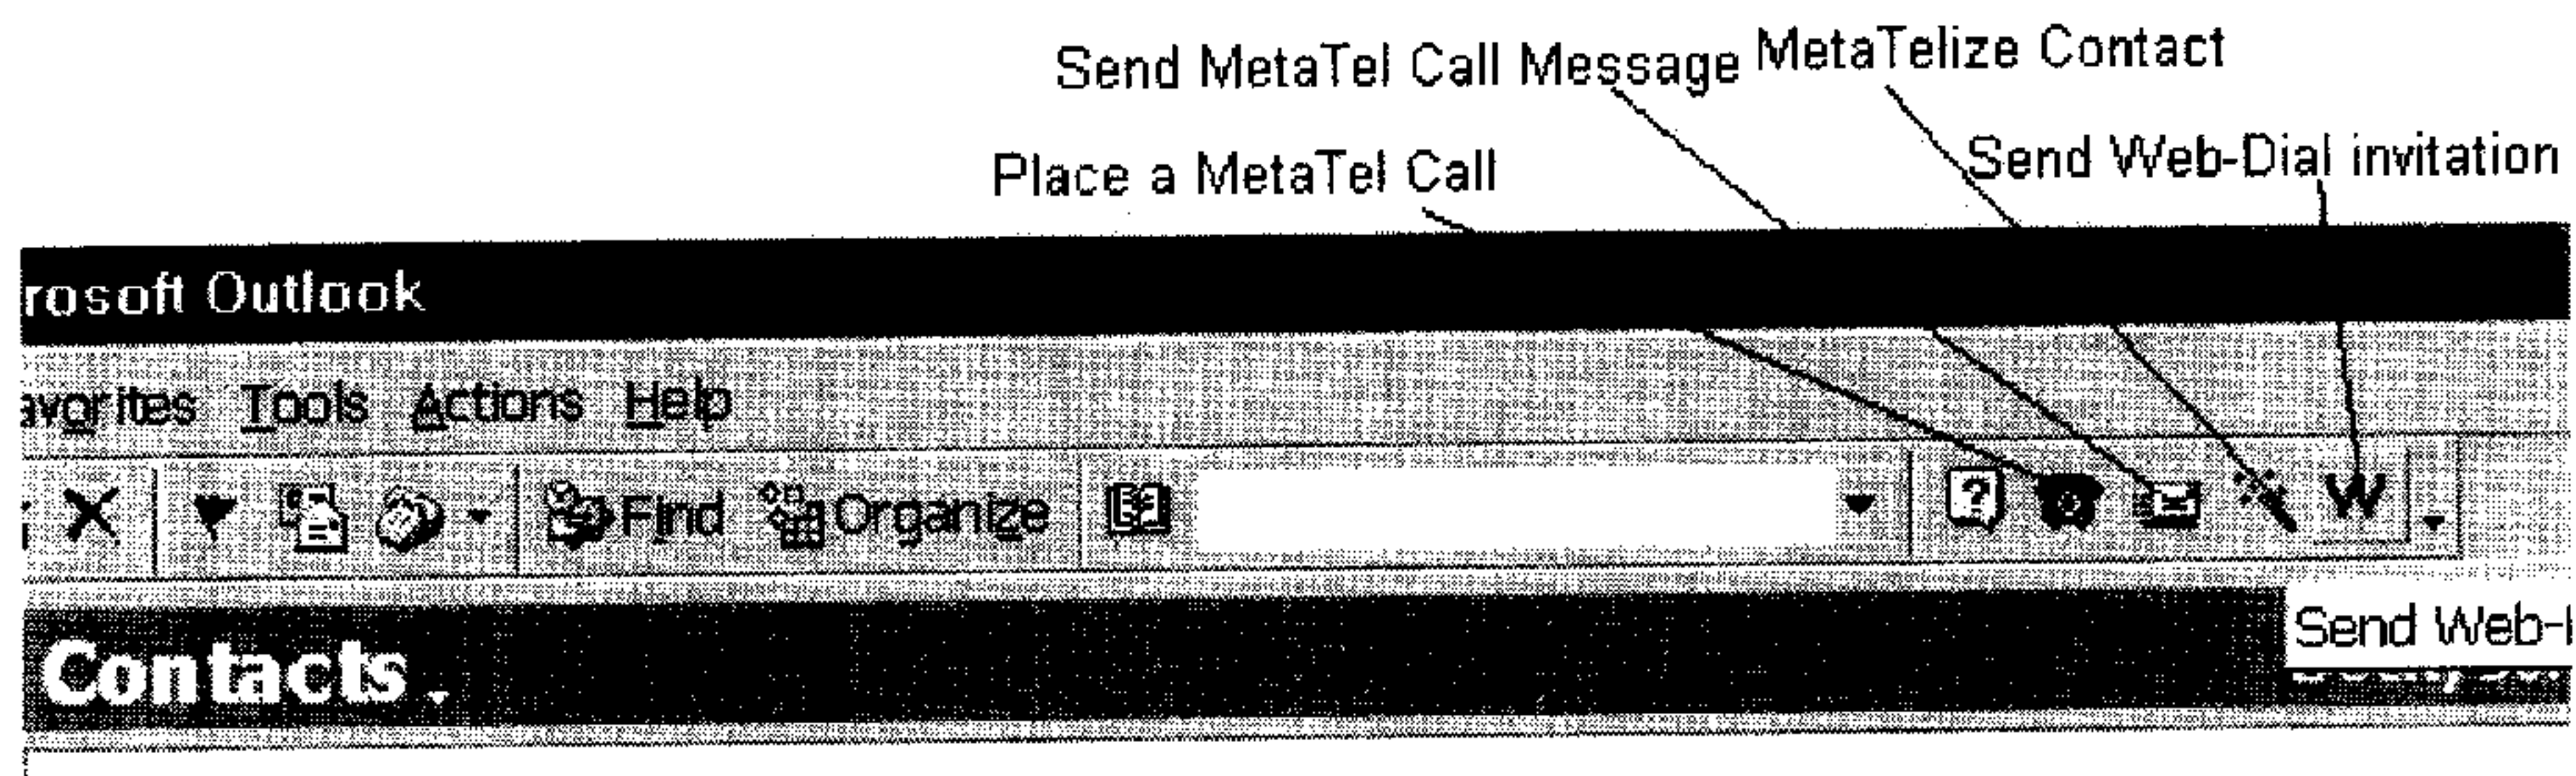 Send MetaTel Call Message MetaTelize Contact
Place a MetaTel Call Send Web-Dial invitation
rosoft Outlook
avorites Tools Actions Help
Find Organize ? W
Contacts
Send Web-